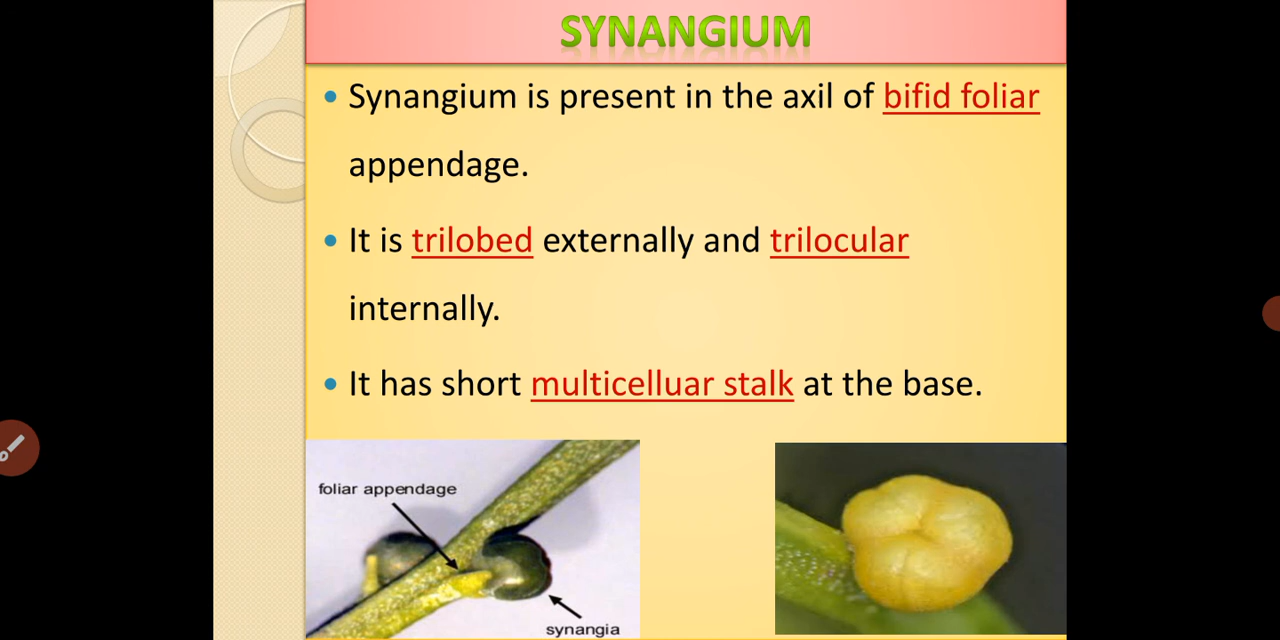 SYNANGIUM
• Synangium is present in the axil of bifid foliar
appendage.
• It is trilobed externally and trilocular
internally.
• It has short multicelluar stalk at the base.
foliar appendage
synangia